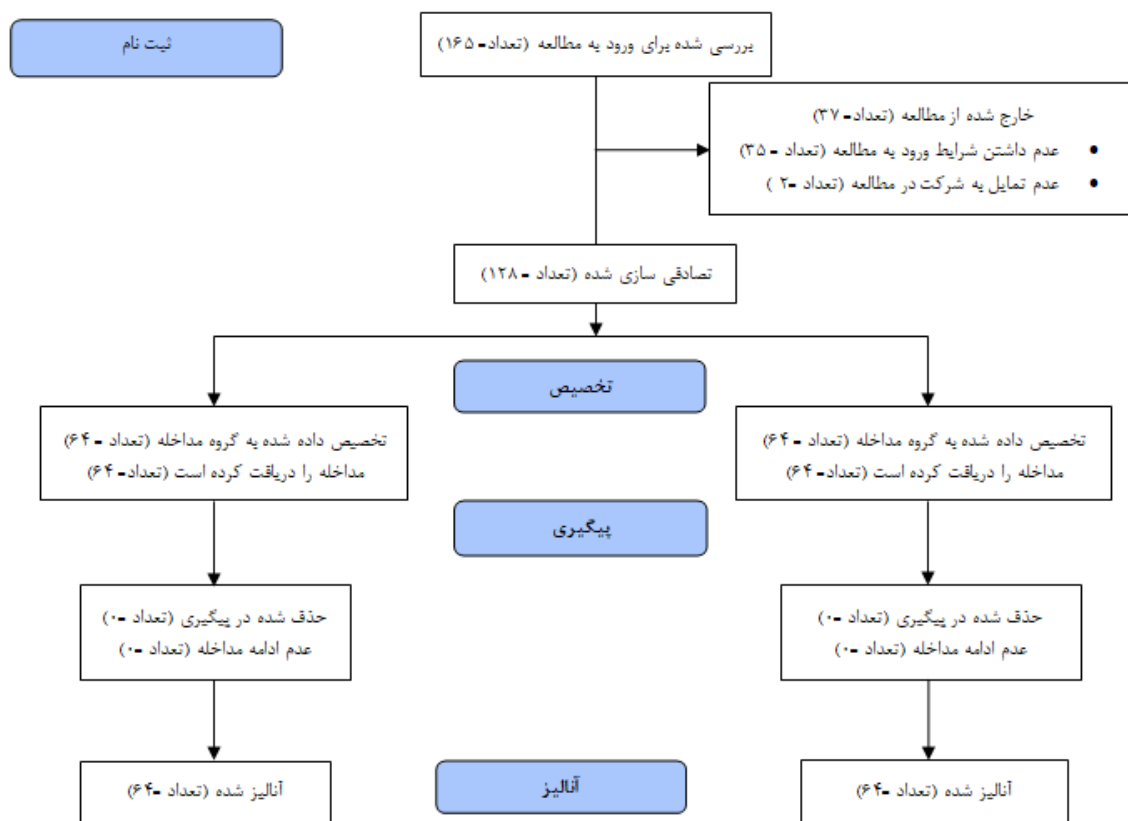 ثبت نام
بررسی شده برای ورود به مطالعه (تعداد- ۱۶۵)
خارج شده از مطالعه (تعداد- ۳۷)
• عدم داشتن شرایط ورود به مطالعه (تعداد - ۳۵)
• عدم تمایل به شرکت در مطالعه (تعداد -۲ )
تصادقی سازی شده (تعداد - ۱۲۸)
تخصیص
تخصیص داده شده به گروه مداخله (تعداد - ۶۴)
مداخله را دریاقت کرده است (تعداد- ۶۴)
تخصیص داده شده به گروه مداخله (تعداد - ۶۴)
مداخله را دریاقت کرده است (تعداد- ۶۴)
پیگیری
حذف شده در پیگیری (تعداد -۰)
عدم ادامه مداخله (تعداد -۰)
حذف شده در پیگیری (تعداد -۰)
عدم ادامه مداخله (تعداد -۰)
آنالیز
آنالیز شده (تعداد -۶۴)
آنالیز شده (تعداد -۶۴)